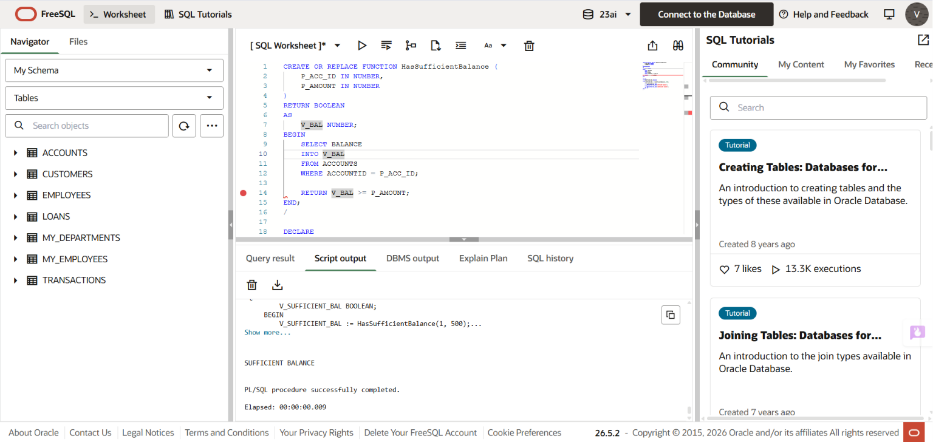 FreeSQL
>_ Worksheet
SQL Tutorials
23ai
Connect to the Database
Help and Feedback
V
Navigator
Files
My Schema
Tables
Search objects
ACCOUNTS
CUSTOMERS
EMPLOYEES
LOANS
MY_DEPARTMENTS
MY_EMPLOYEES
TRANSACTIONS
[ SQL Worksheet ]*
Aa
1 CREATE OR REPLACE FUNCTION HasSufficientBalance (
2 P_ACC_ID IN NUMBER,
3 P_AMOUNT IN NUMBER
4 )
5 RETURN BOOLEAN
6 AS
7 V_BAL NUMBER;
8 BEGIN
9 SELECT BALANCE
10 INTO V_BAL
11 FROM ACCOUNTS
12 WHERE ACCOUNTID = P_ACC_ID;
13
14 RETURN V_BAL >= P_AMOUNT;
15 END;
16 /
17
18 DECLARE
Query result
Script output
DBMS output
Explain Plan
SQL history
V_SUFFICIENT_BAL BOOLEAN;
BEGIN
V_SUFFICIENT_BAL := HasSufficientBalance(1, 500);...
Show more...
SUFFICIENT BALANCE
PL/SQL procedure successfully completed.
Elapsed: 00:00:00.009
SQL Tutorials
Community
My Content
My Favorites
Rece
Search
Tutorial
Creating Tables: Databases for...
An introduction to creating tables and the
types of these available in Oracle Database.
Created 8 years ago
7 likes
13.3K executions
Tutorial
Joining Tables: Databases for...
An introduction to the join types available in
Oracle Database.
Created 7 years ago
About Oracle
Contact Us
Legal Notices
Terms and Conditions
Your Privacy Rights
Delete Your FreeSQL Account
Cookie Preferences
26.5.2 - Copyright © 2015, 2026 Oracle and/or its affiliates All rights reserved